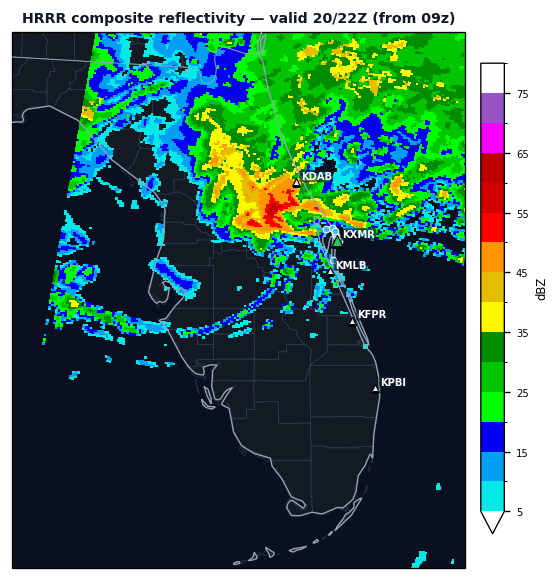 HRRR composite reflectivity — valid 20/22Z (from 09z)
KDAB
KXMR
KMLB
KFPR
KPBI
75
65
55
45
35
25
15
5
dBZ